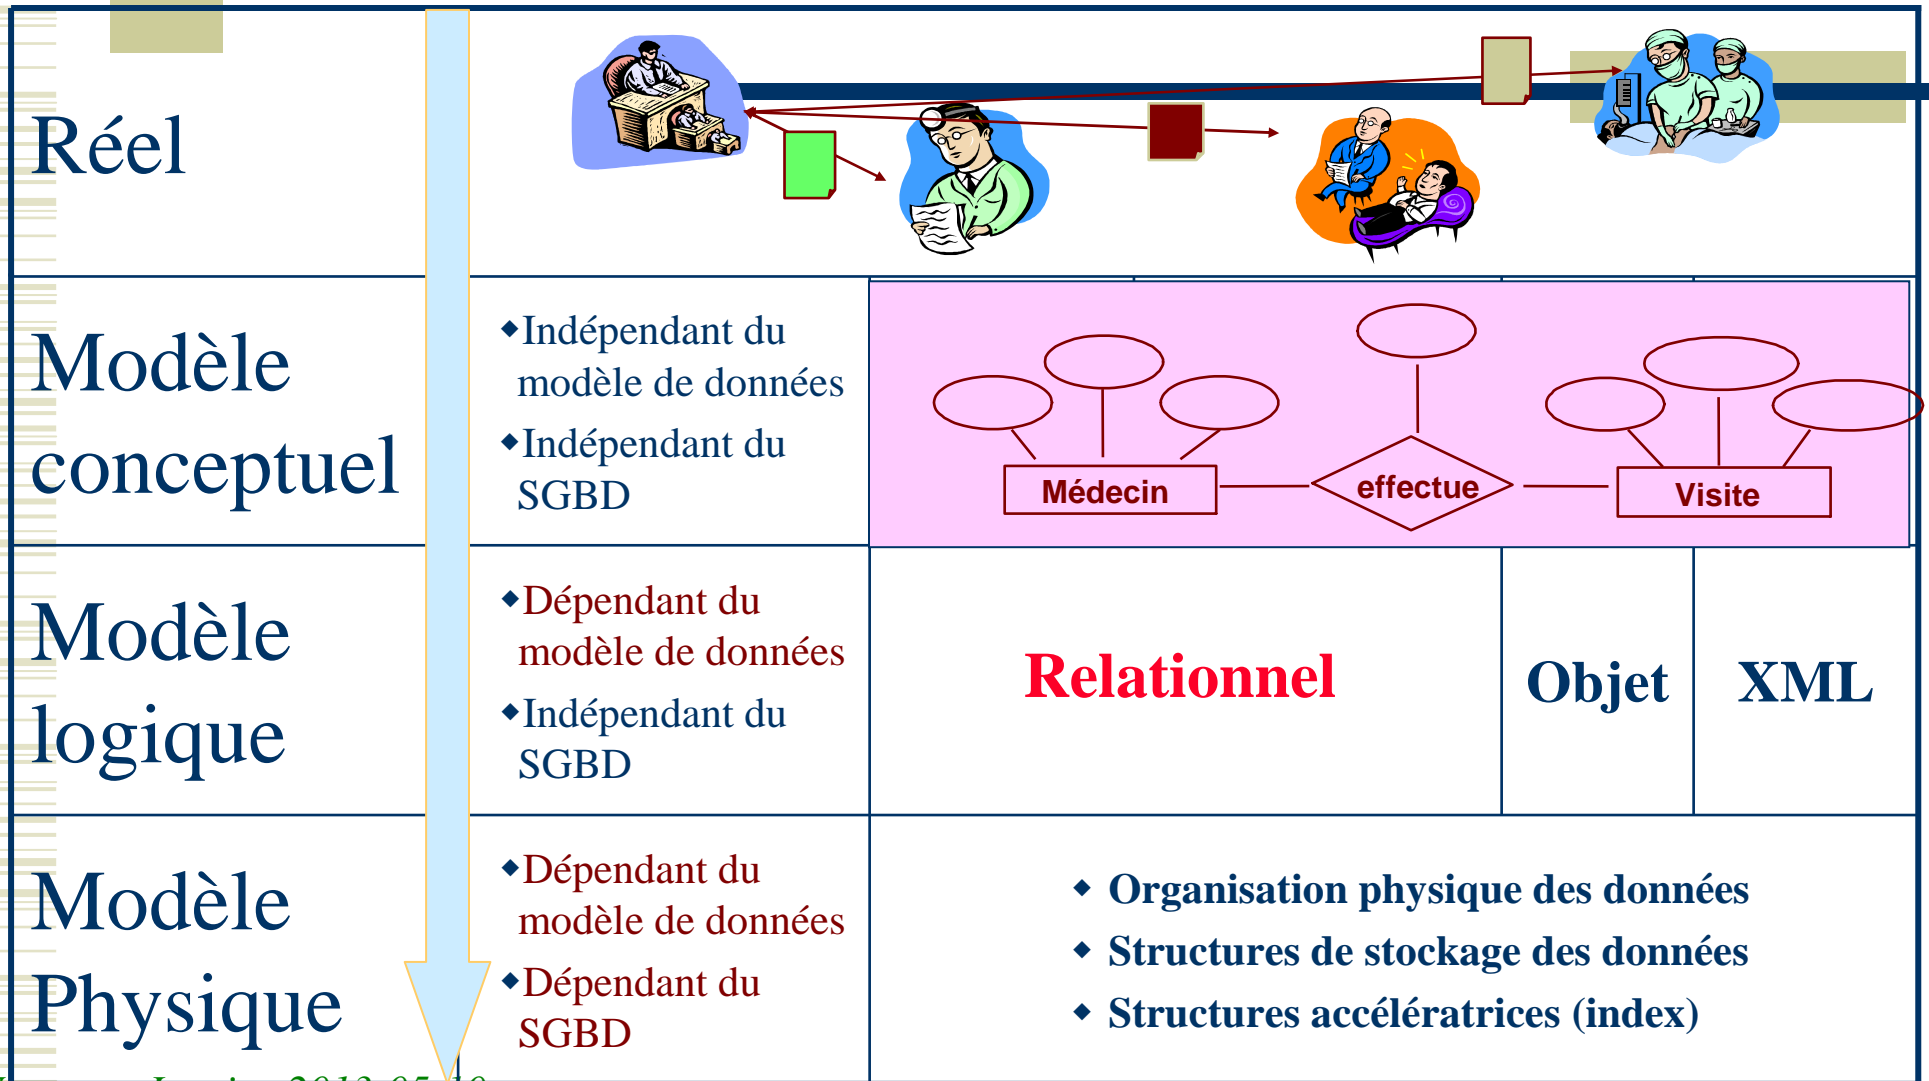 Réel
Modèle
conceptuel
◆Indépendant du
modèle de données
◆Indépendant du
SGBD
Médecin
effectue
Visite
Modèle
logique
◆Dépendant du
modèle de données
◆Indépendant du
SGBD
Relationnel
Objet
XML
Modèle
Physique
◆Dépendant du
modèle de données
◆Dépendant du
SGBD
◆ Organisation physique des données
◆ Structures de stockage des données
◆ Structures accélératrices (index)